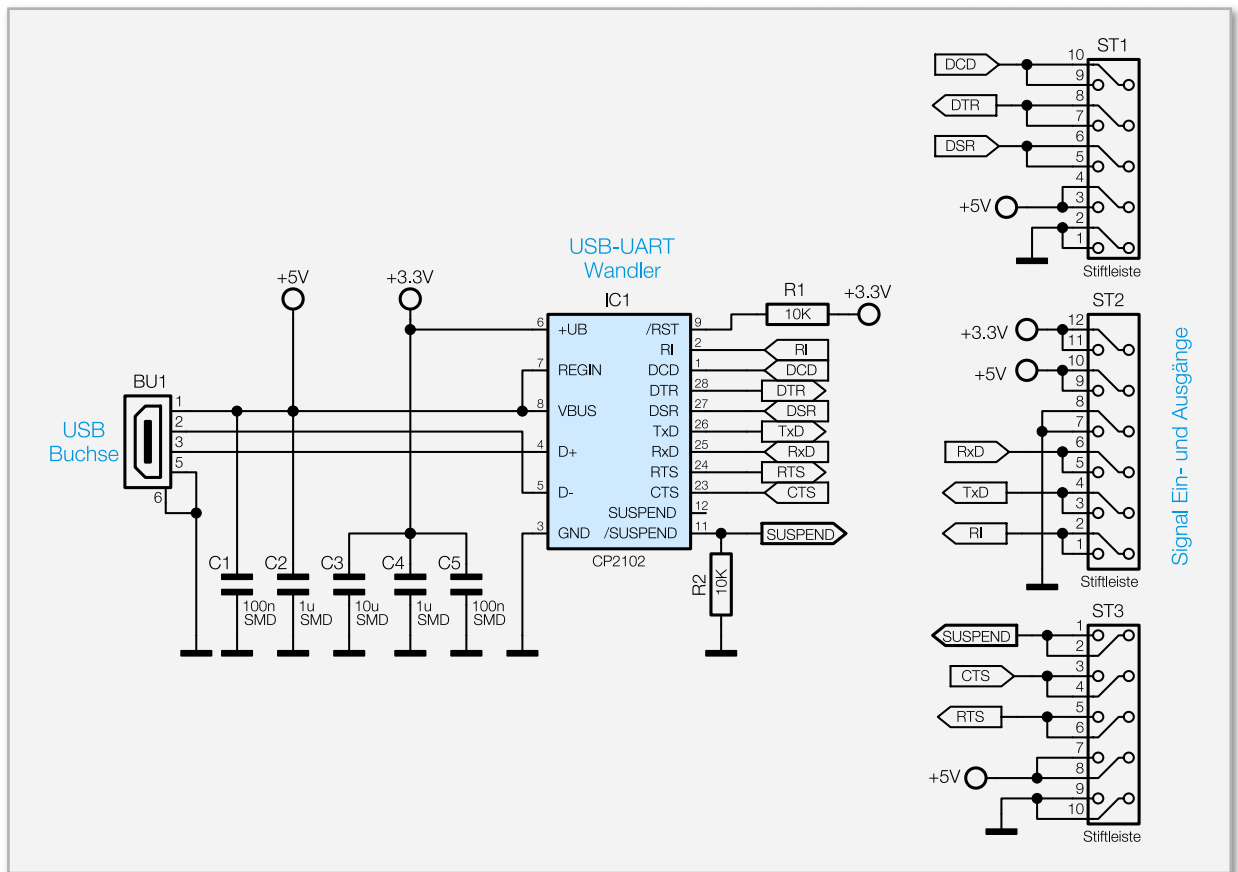 USB
Buchse
BU1
1
2
3
5
6
+5V
+3.3V
C1
100n
SMD
C2
1u
SMD
C3
10u
SMD
C4
1u
SMD
C5
100n
SMD
USB-UART
Wandler
IC1
6 +UB
7 REGIN
8 VBUS
4 D+
5 D-
3 GND
/RST 9
RI 2
DCD 1
DTR 28
DSR 27
TxD 26
RxD 25
RTS 24
CTS 23
SUSPEND 12
/SUSPEND 11
CP2102
R1
10K
+3.3V
RI
DCD
DTR
DSR
TxD
RxD
RTS
CTS
SUSPEND
R2
10K
ST1
DCD
10
9
DTR
8
7
DSR
6
5
4
+5V
3
2
1
Stiftleiste
ST2
+3.3V
12
11
+5V
10
9
8
7
RxD
6
5
TxD
4
3
RI
2
1
Stiftleiste
ST3
SUSPEND
1
2
CTS
3
4
RTS
5
6
7
+5V
8
9
10
Stiftleiste
Signal Ein- und Ausgänge